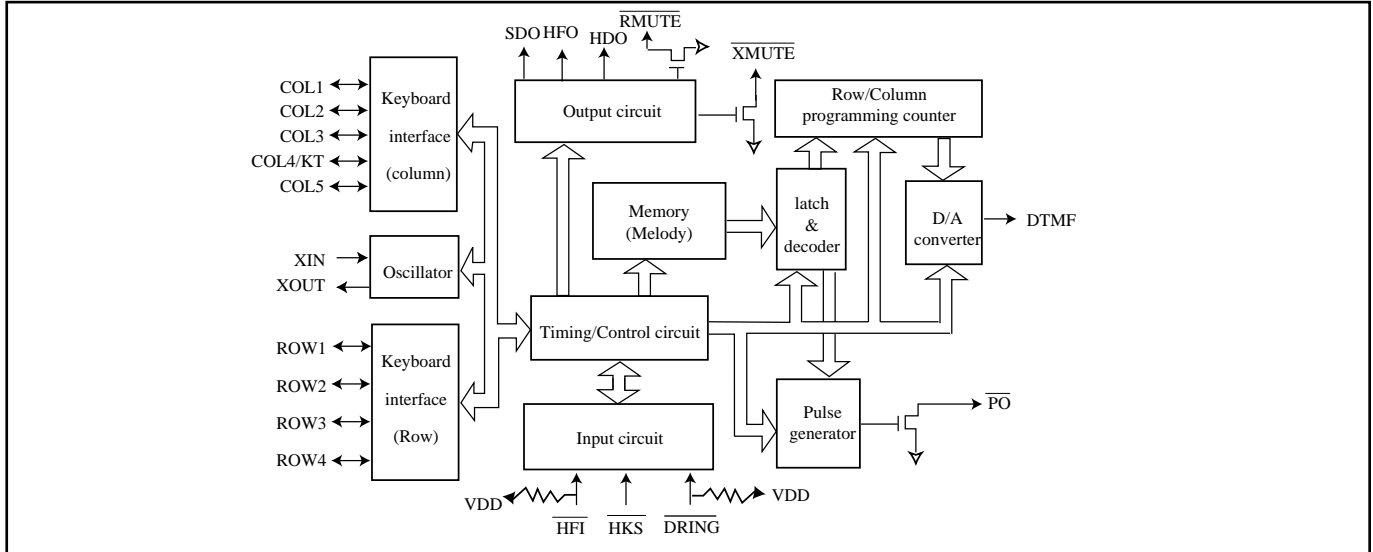 SDO
HFO
HDO
RMUTE
XMUTE
COL1
COL2
COL3
COL4/KT
COL5
Keyboard
interface
(column)
Output circuit
Row/Column
programming counter
Memory
(Melody)
latch
&
decoder
D/A
converter
DTMF
XIN
XOUT
Oscillator
Timing/Control circuit
ROW1
ROW2
ROW3
ROW4
Keyboard
interface
(Row)
Input circuit
Pulse
generator
PO
VDD
VDD
HFI
HKS
DRING